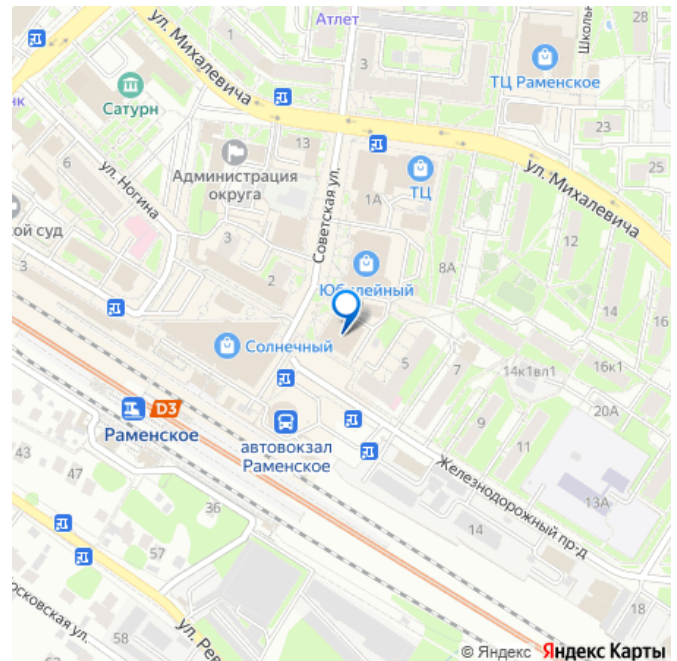 Атлет
28
ул. Михалевича
1
3
Школьн
ТЦ Раменское
Сатурн
нк
13
23
6
Администрация
округа
ул. Ногина
1А
ТЦ
ул. Михалевича
25
Советская ул.
кой суд
3
3
2
12
8А
Юбилейный
14
16
Солнечный
5
7
14к1вл1
16к1
D3
Раменское
автовокзал
Раменское
20А
9
11
43
47
Железнодорожный пр-д
13А
36
14
57
18
осковская ул.
58
ул. Рев
© Яндекс Яндекс Карты